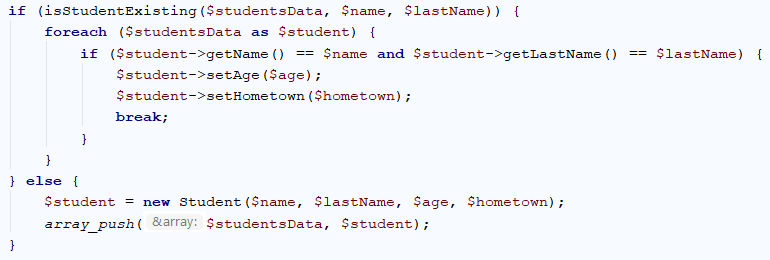 if (isStudentExisting($studentsData, $name, $lastName)) {
    foreach ($studentsData as $student) {
        if ($student->getName() == $name and $student->getLastName() == $lastName) {
            $student->setAge($age);
            $student->setHometown($hometown);
            break;
        }
    }
} else {
    $student = new Student($name, $lastName, $age, $hometown);
    array_push( &array: $studentsData, $student);
}